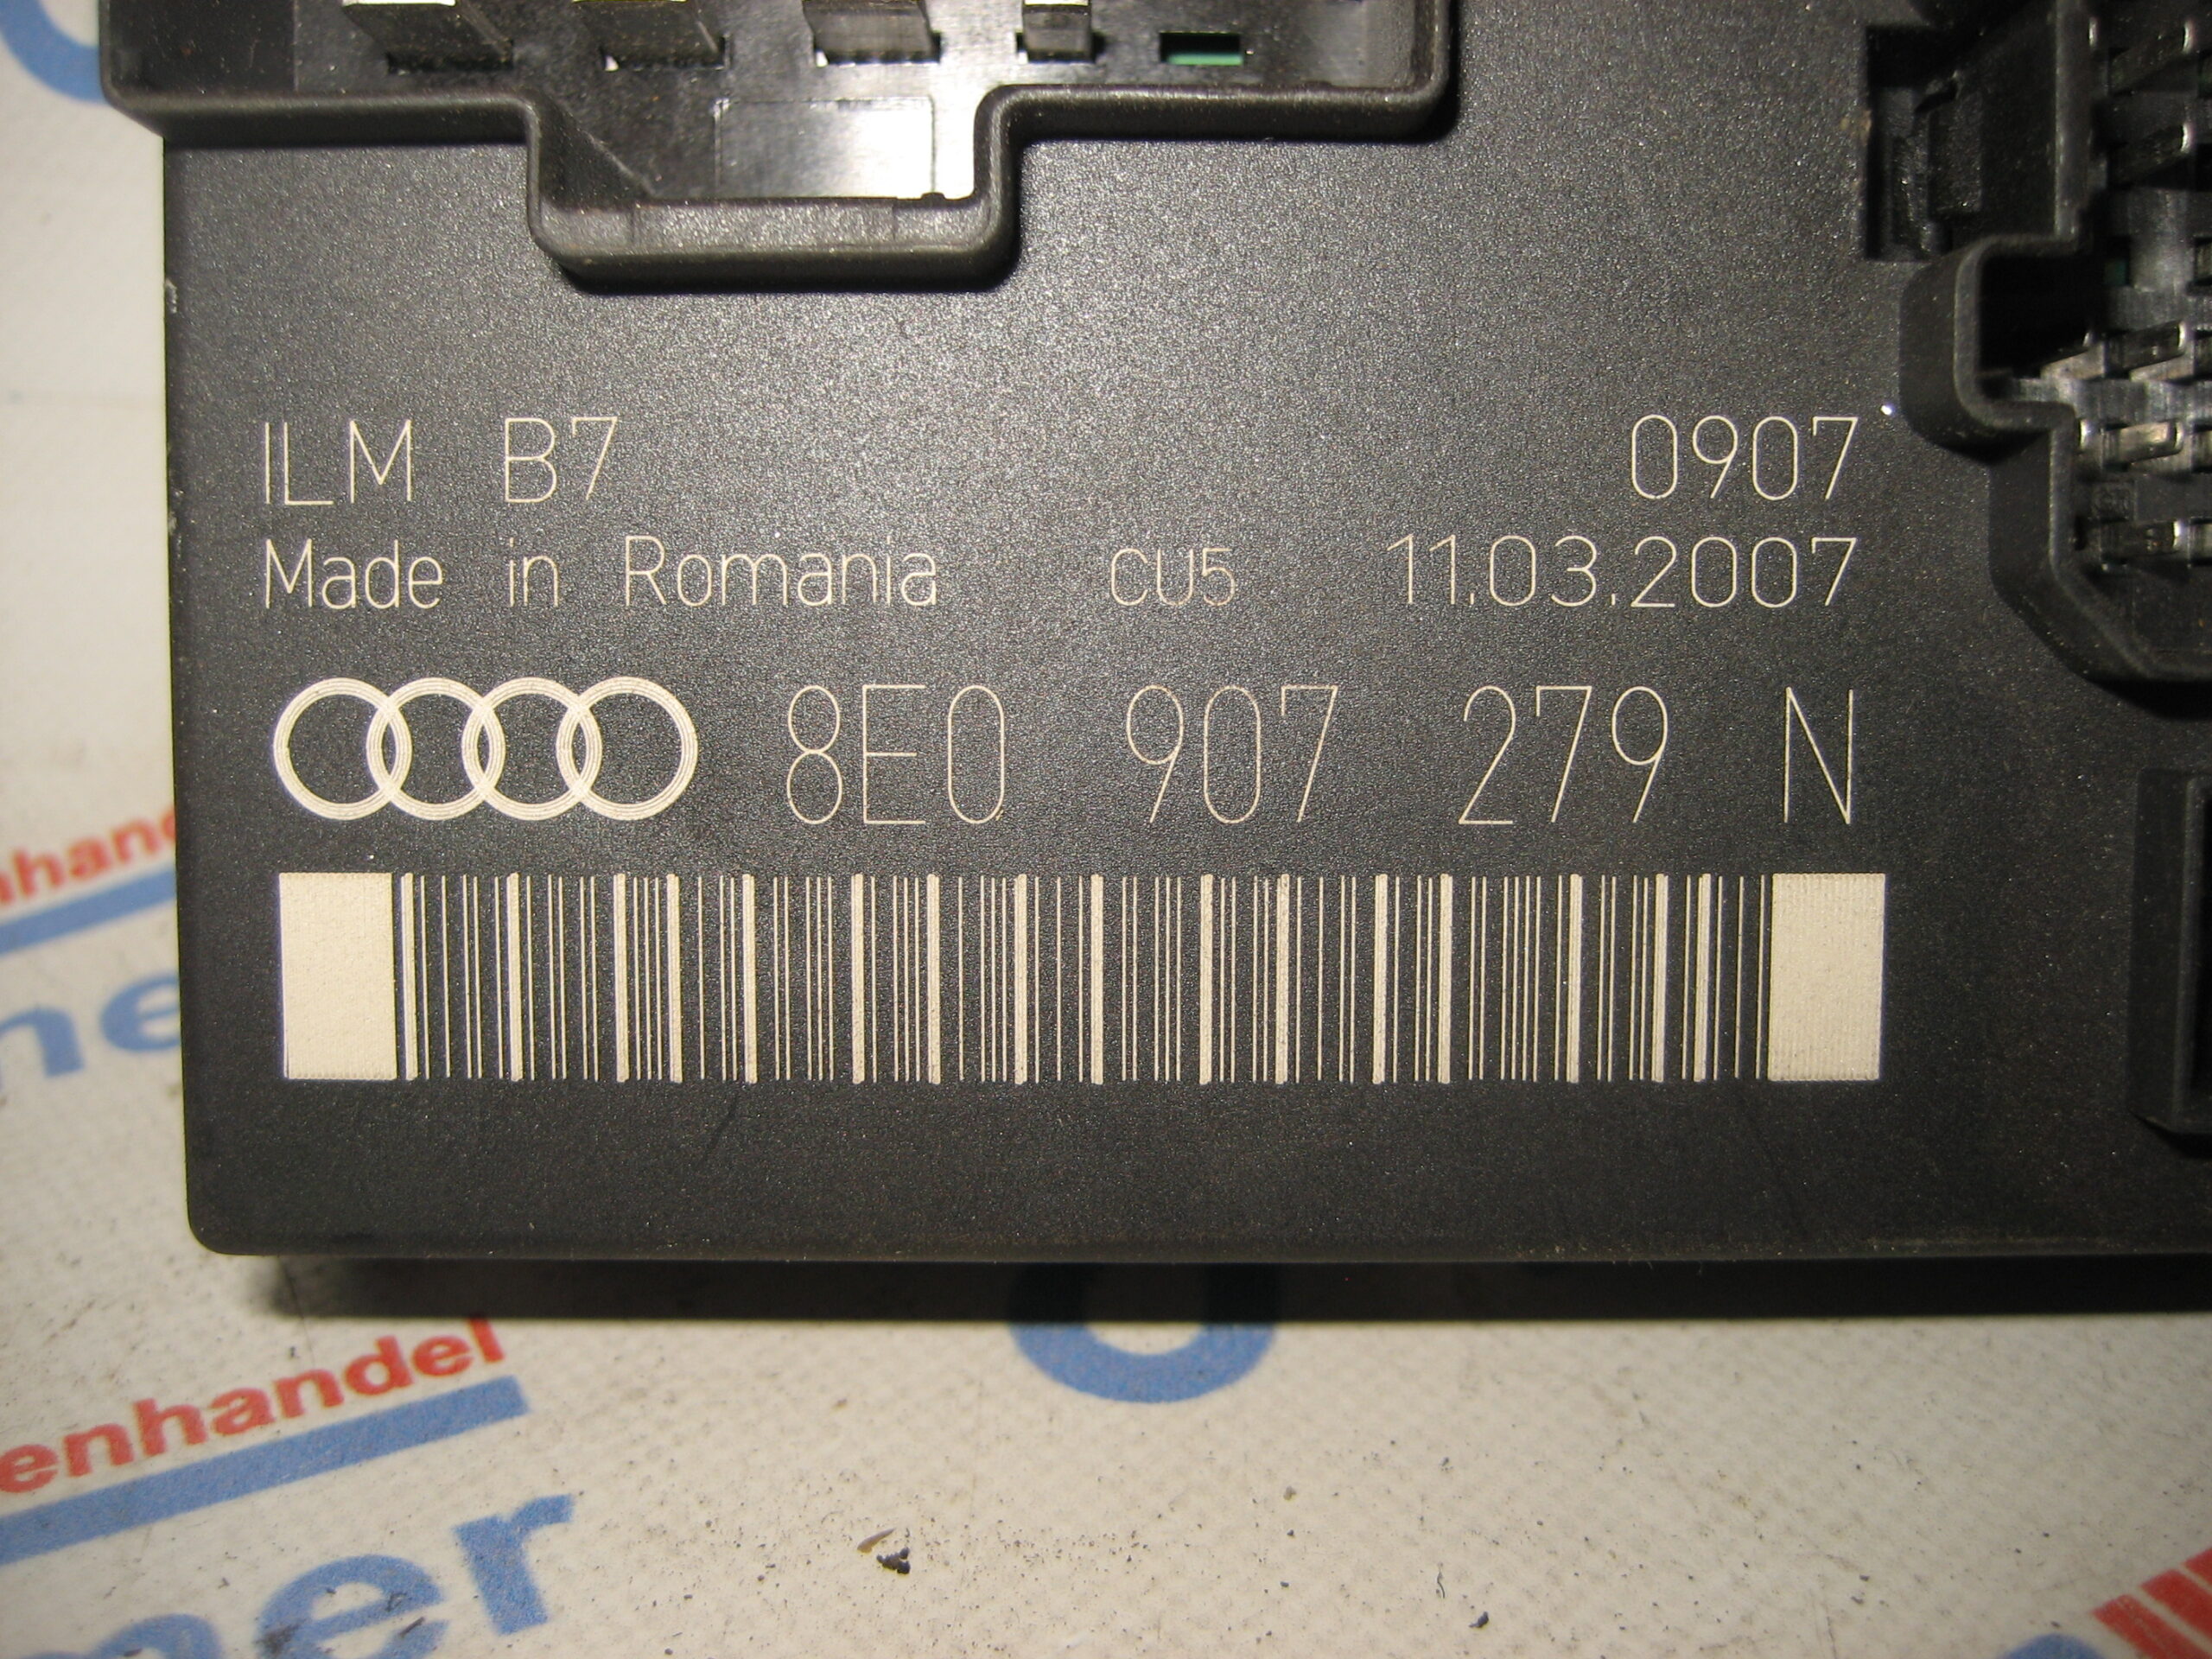 ILM B7 0907
Made in Romania CU5 11.03.2007
8E0 907 279 N
enhandel